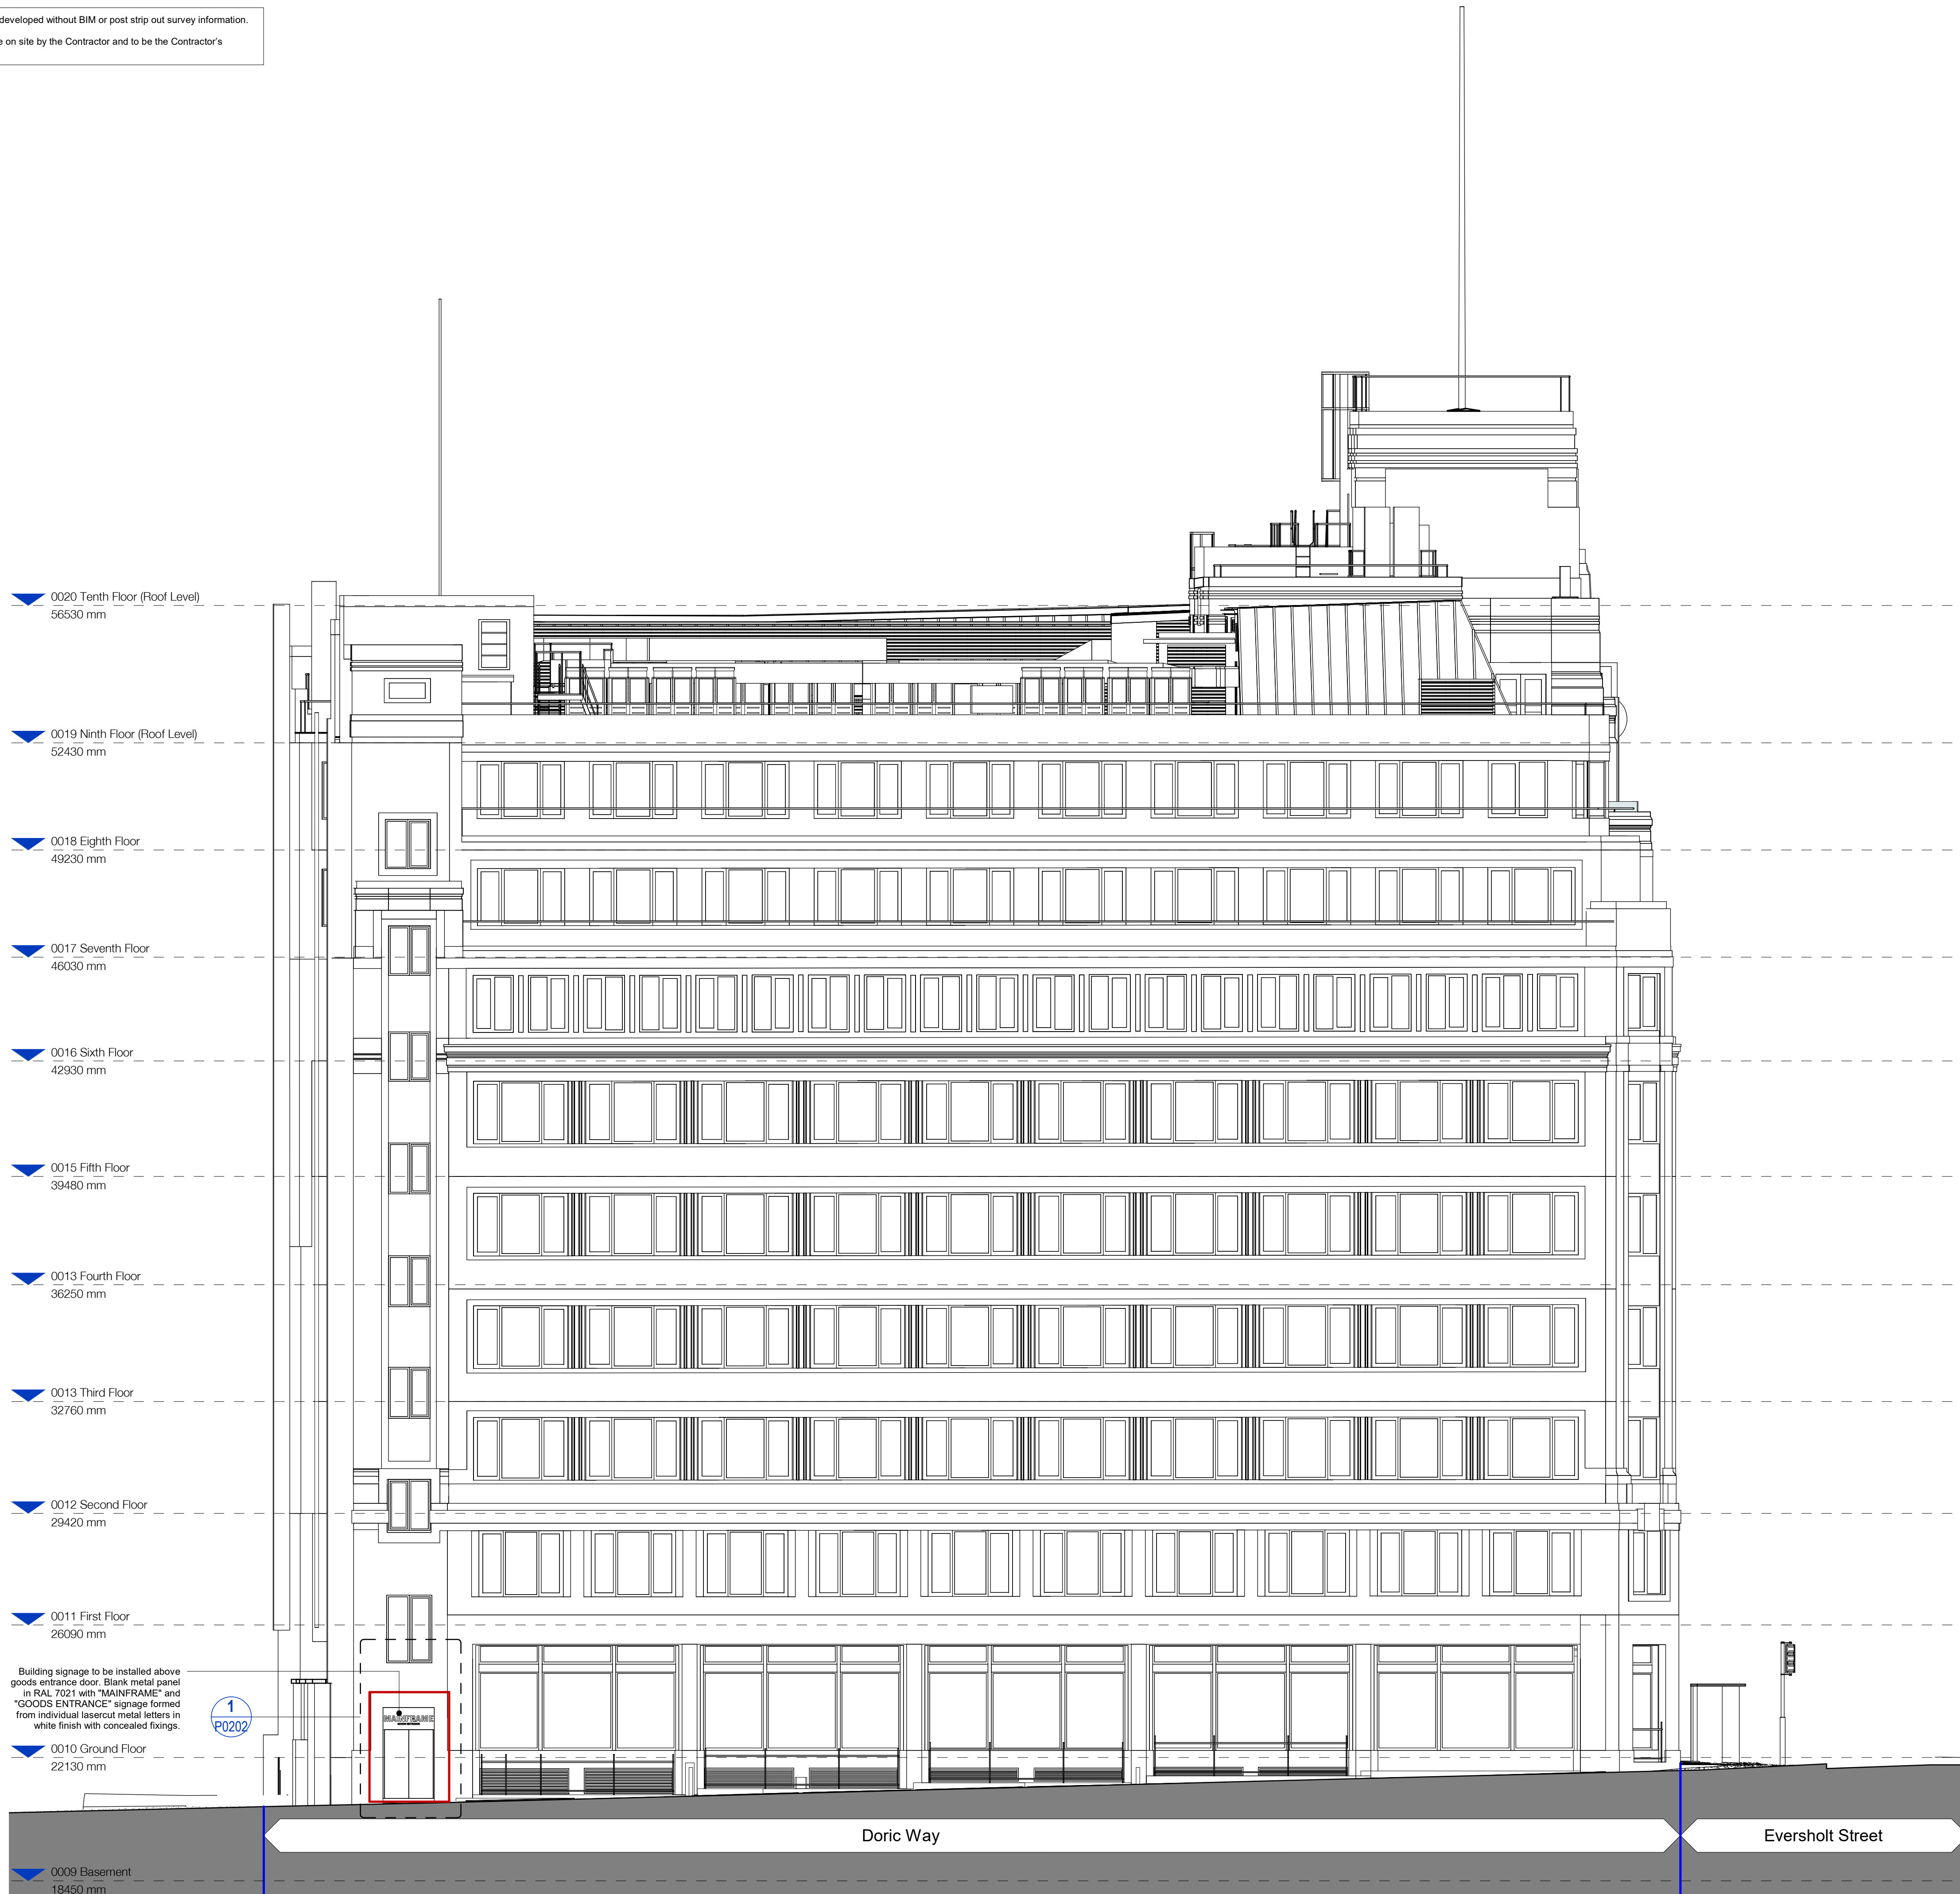 developed without BIM or post strip out survey information.
e on site by the Contractor and to be the Contractor's
0020 Tenth Floor (Roof Level)
56530 mm
0019 Ninth Floor (Roof Level)
52430 mm
0018 Eighth Floor
49230 mm
0017 Seventh Floor
46030 mm
0016 Sixth Floor
42930 mm
0015 Fifth Floor
39480 mm
0013 Fourth Floor
36250 mm
0013 Third Floor
32760 mm
0012 Second Floor
29420 mm
0011 First Floor
26090 mm
Building signage to be installed above
goods entrance door. Blank metal panel
in RAL 7021 with "MAINFRAME" and
"GOODS ENTRANCE" signage formed
from individual lasercut metal letters in
white finish with concealed fixings.
1
P0202
MAINFRAME
GOODS ENTRANCE
0010 Ground Floor
22130 mm
Doric Way
Eversholt Street
0009 Basement
18450 mm